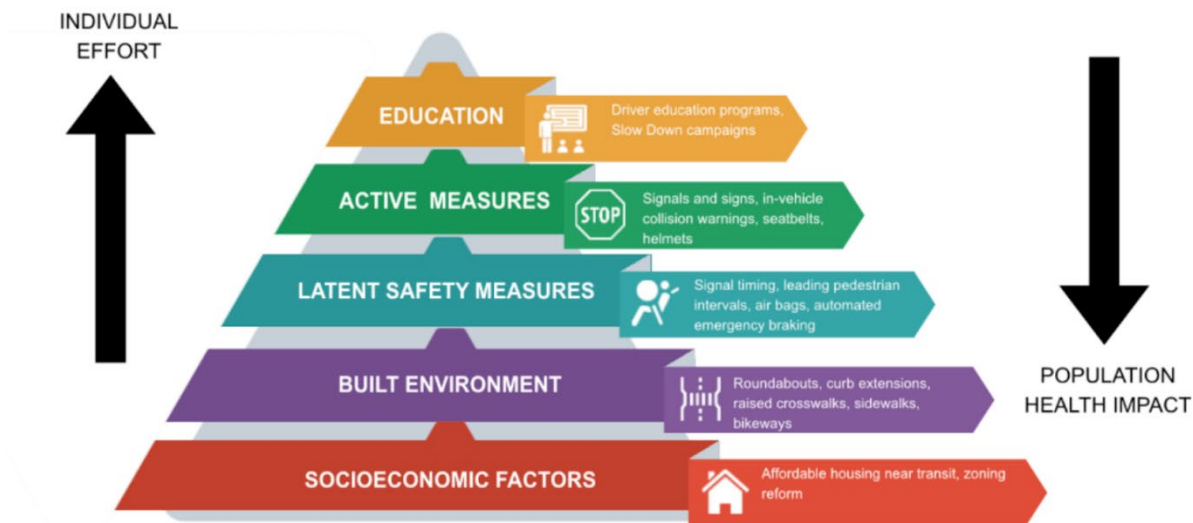 INDIVIDUAL
EFFORT
EDUCATION
Driver education programs,
Slow Down campaigns
ACTIVE MEASURES
STOP
Signals and signs, in-vehicle
collision warnings, seatbelts,
helmets
LATENT SAFETY MEASURES
Signal timing, leading pedestrian
intervals, air bags, automated
emergency braking
BUILT ENVIRONMENT
Roundabouts, curb extensions,
raised crosswalks, sidewalks,
bikeways
SOCIOECONOMIC FACTORS
Affordable housing near transit, zoning
reform
POPULATION
HEALTH IMPACT